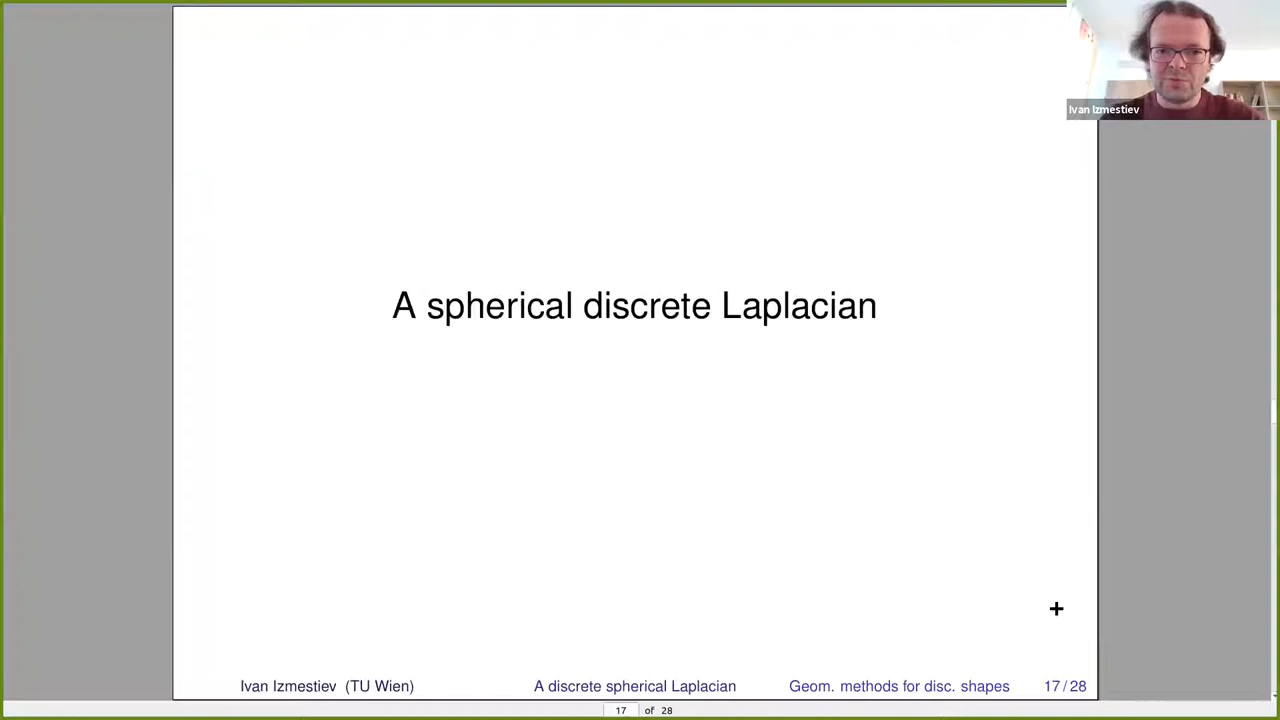 Ivan Izmestiev
A spherical discrete Laplacian
Ivan Izmestiev (TU Wien) A discrete spherical Laplacian Geom. methods for disc. shapes 17 / 28
17 of 28